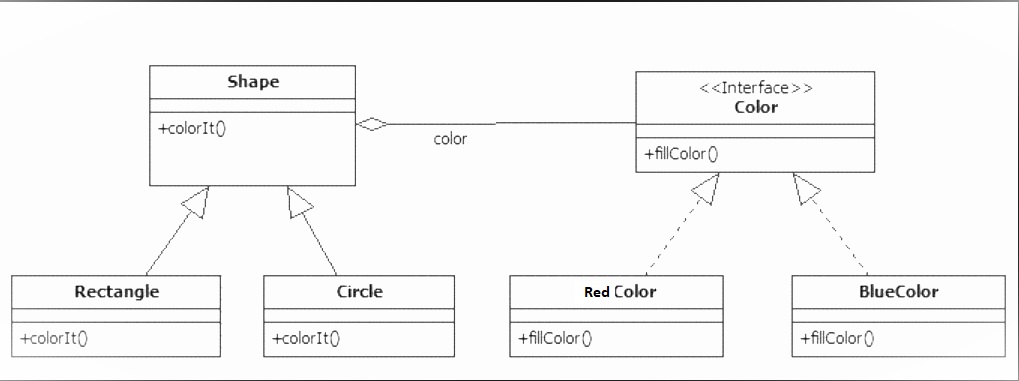 Shape
+colorIt()
color
<<Interface>>
Color
+fillColor()
Rectangle
+colorIt()
Circle
+colorIt()
Red Color
+fillColor()
BlueColor
+fillColor()